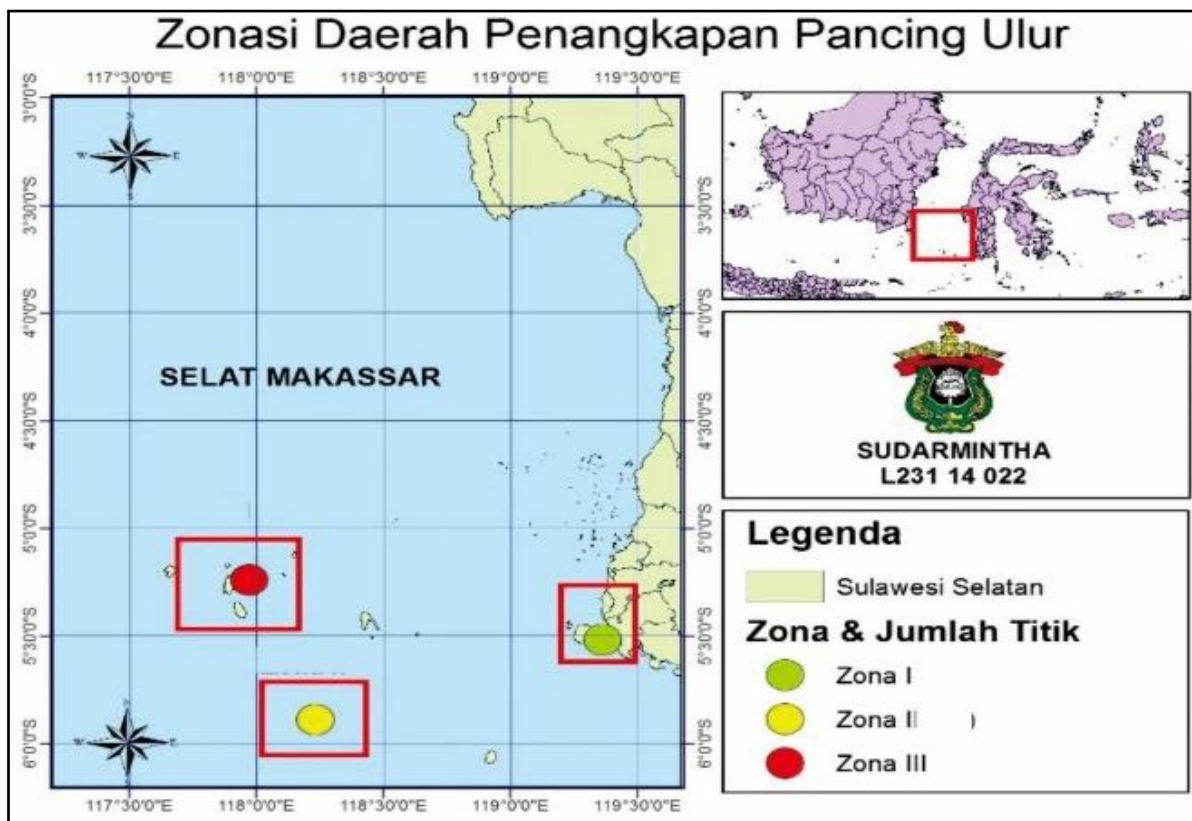 Zonasi Daerah Penangkapan Pancing Ulur
117°30'0"E 118°0'0"E 118°30'0"E 119°0'0"E 119°30'0"E
3°0'0"S
3°30'0"S
4°0'0"S
4°30'0"S
5°0'0"S
5°30'0"S
6°0'0"S
N
W E
S
SELAT MAKASSAR
N
W E
S
3°0'0"S
3°30'0"S
4°0'0"S
4°30'0"S
5°0'0"S
5°30'0"S
6°0'0"S
117°30'0"E 118°0'0"E 118°30'0"E 119°0'0"E 119°30'0"E
SUDARMINTHA
L231 14 022
Legenda
Sulawesi Selatan
Zona & Jumlah Titik
Zona I
Zona II )
Zona III